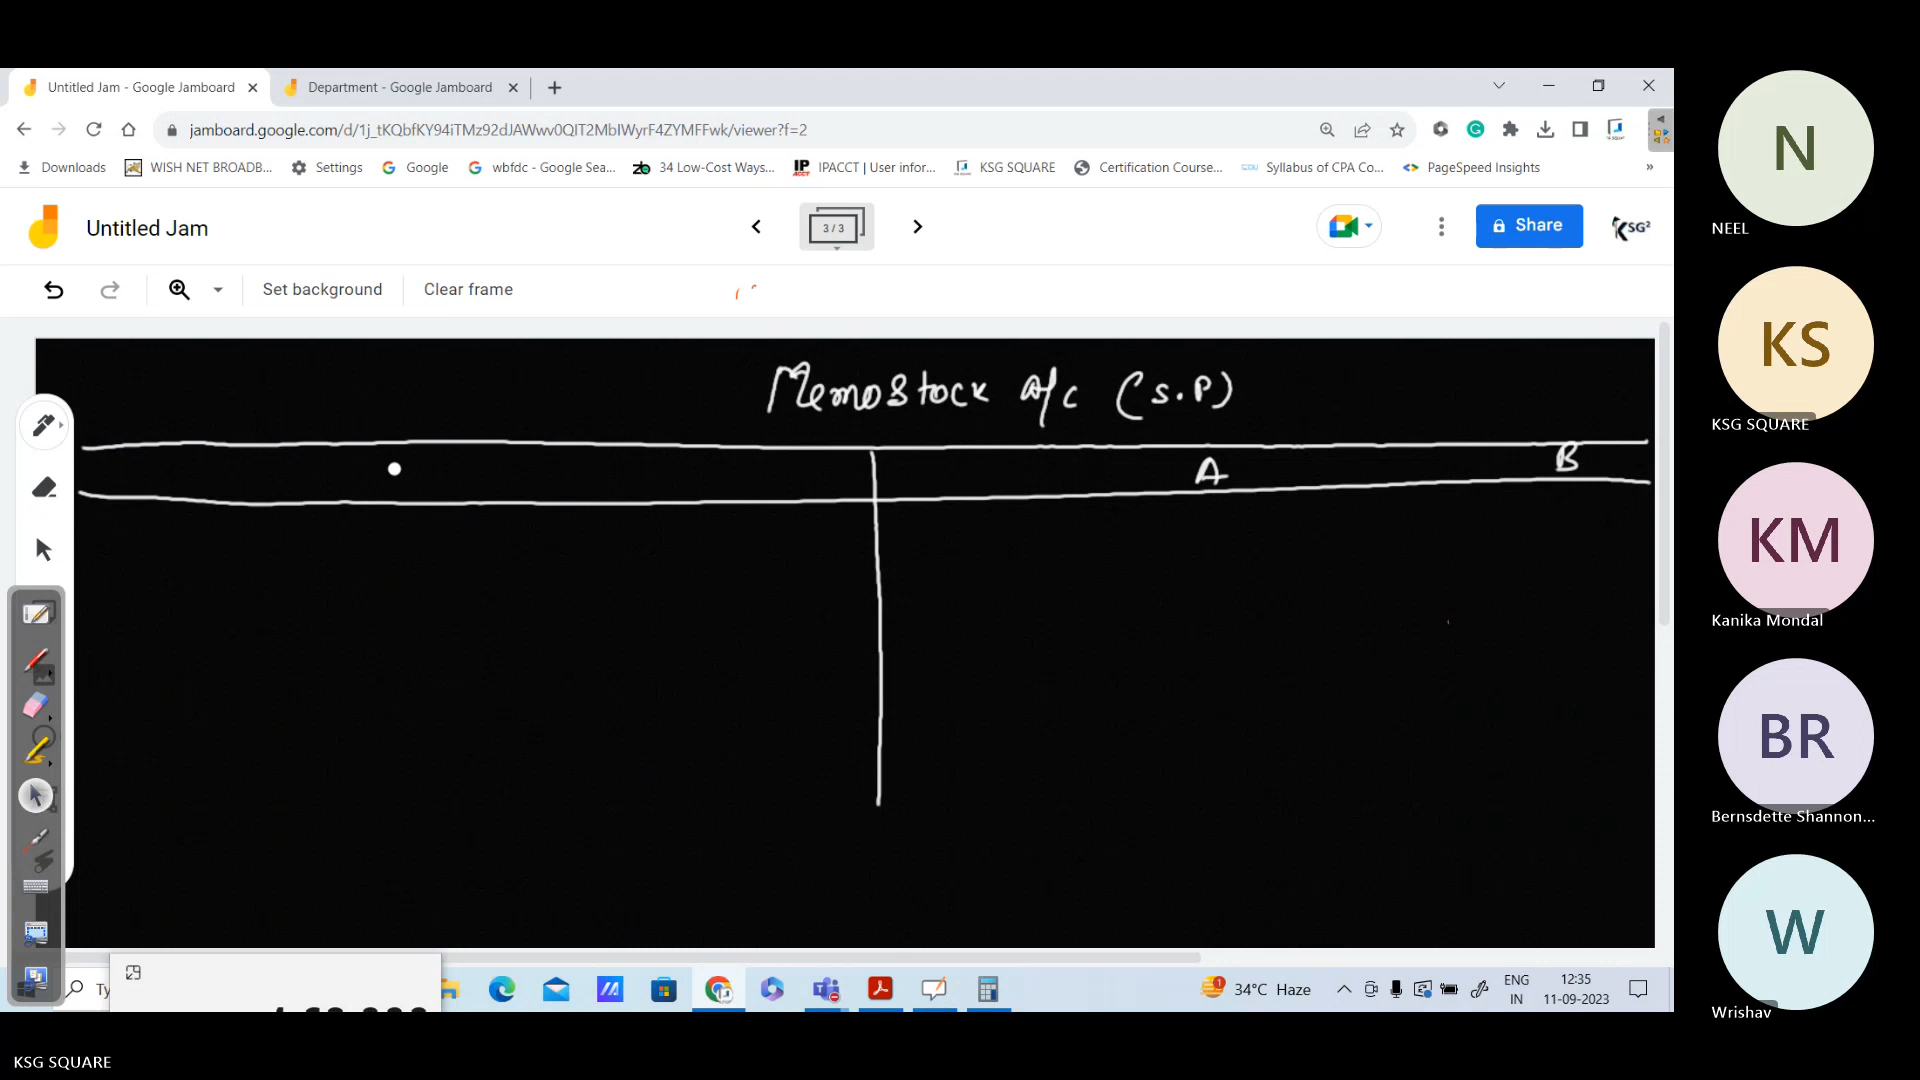 Untitled Jam - Google Jamboard
Department - Google Jamboard
jamboard.google.com/d/1j_tKQbfKY94iTMz92dJAWwv0QIT2MbIWyrF4ZYMFFwk/viewer?f=2
Downloads
WISH NET BROADB...
Settings
Google
wbfdc - Google Sea...
34 Low-Cost Ways...
IPACCT | User infor...
KSG SQUARE
Certification Course...
Syllabus of CPA Co...
PageSpeed Insights
Untitled Jam
3 / 3
Share
KSG²
Set background
Clear frame
Memo Stock A/c (S.P)
A
B
N
NEEL
KS
KSG SQUARE
KM
Kanika Mondal
BR
Bernsdette Shannon...
W
Wrishav
Ty
34°C Haze
ENG
IN
12:35
11-09-2023
KSG SQUARE